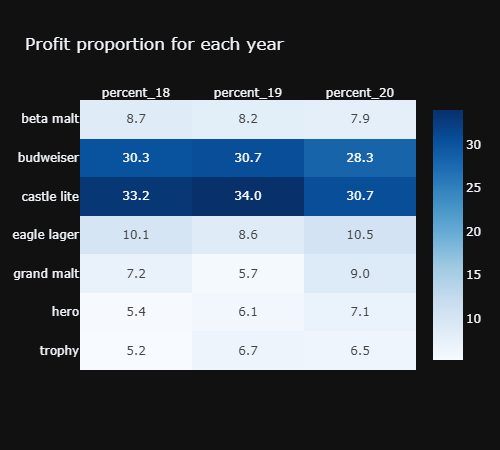 Profit proportion for each year
percent_18 percent_19 percent_20
beta malt 8.7 8.2 7.9
budweiser 30.3 30.7 28.3
castle lite 33.2 34.0 30.7
eagle lager 10.1 8.6 10.5
grand malt 7.2 5.7 9.0
hero 5.4 6.1 7.1
trophy 5.2 6.7 6.5
30
25
20
15
10